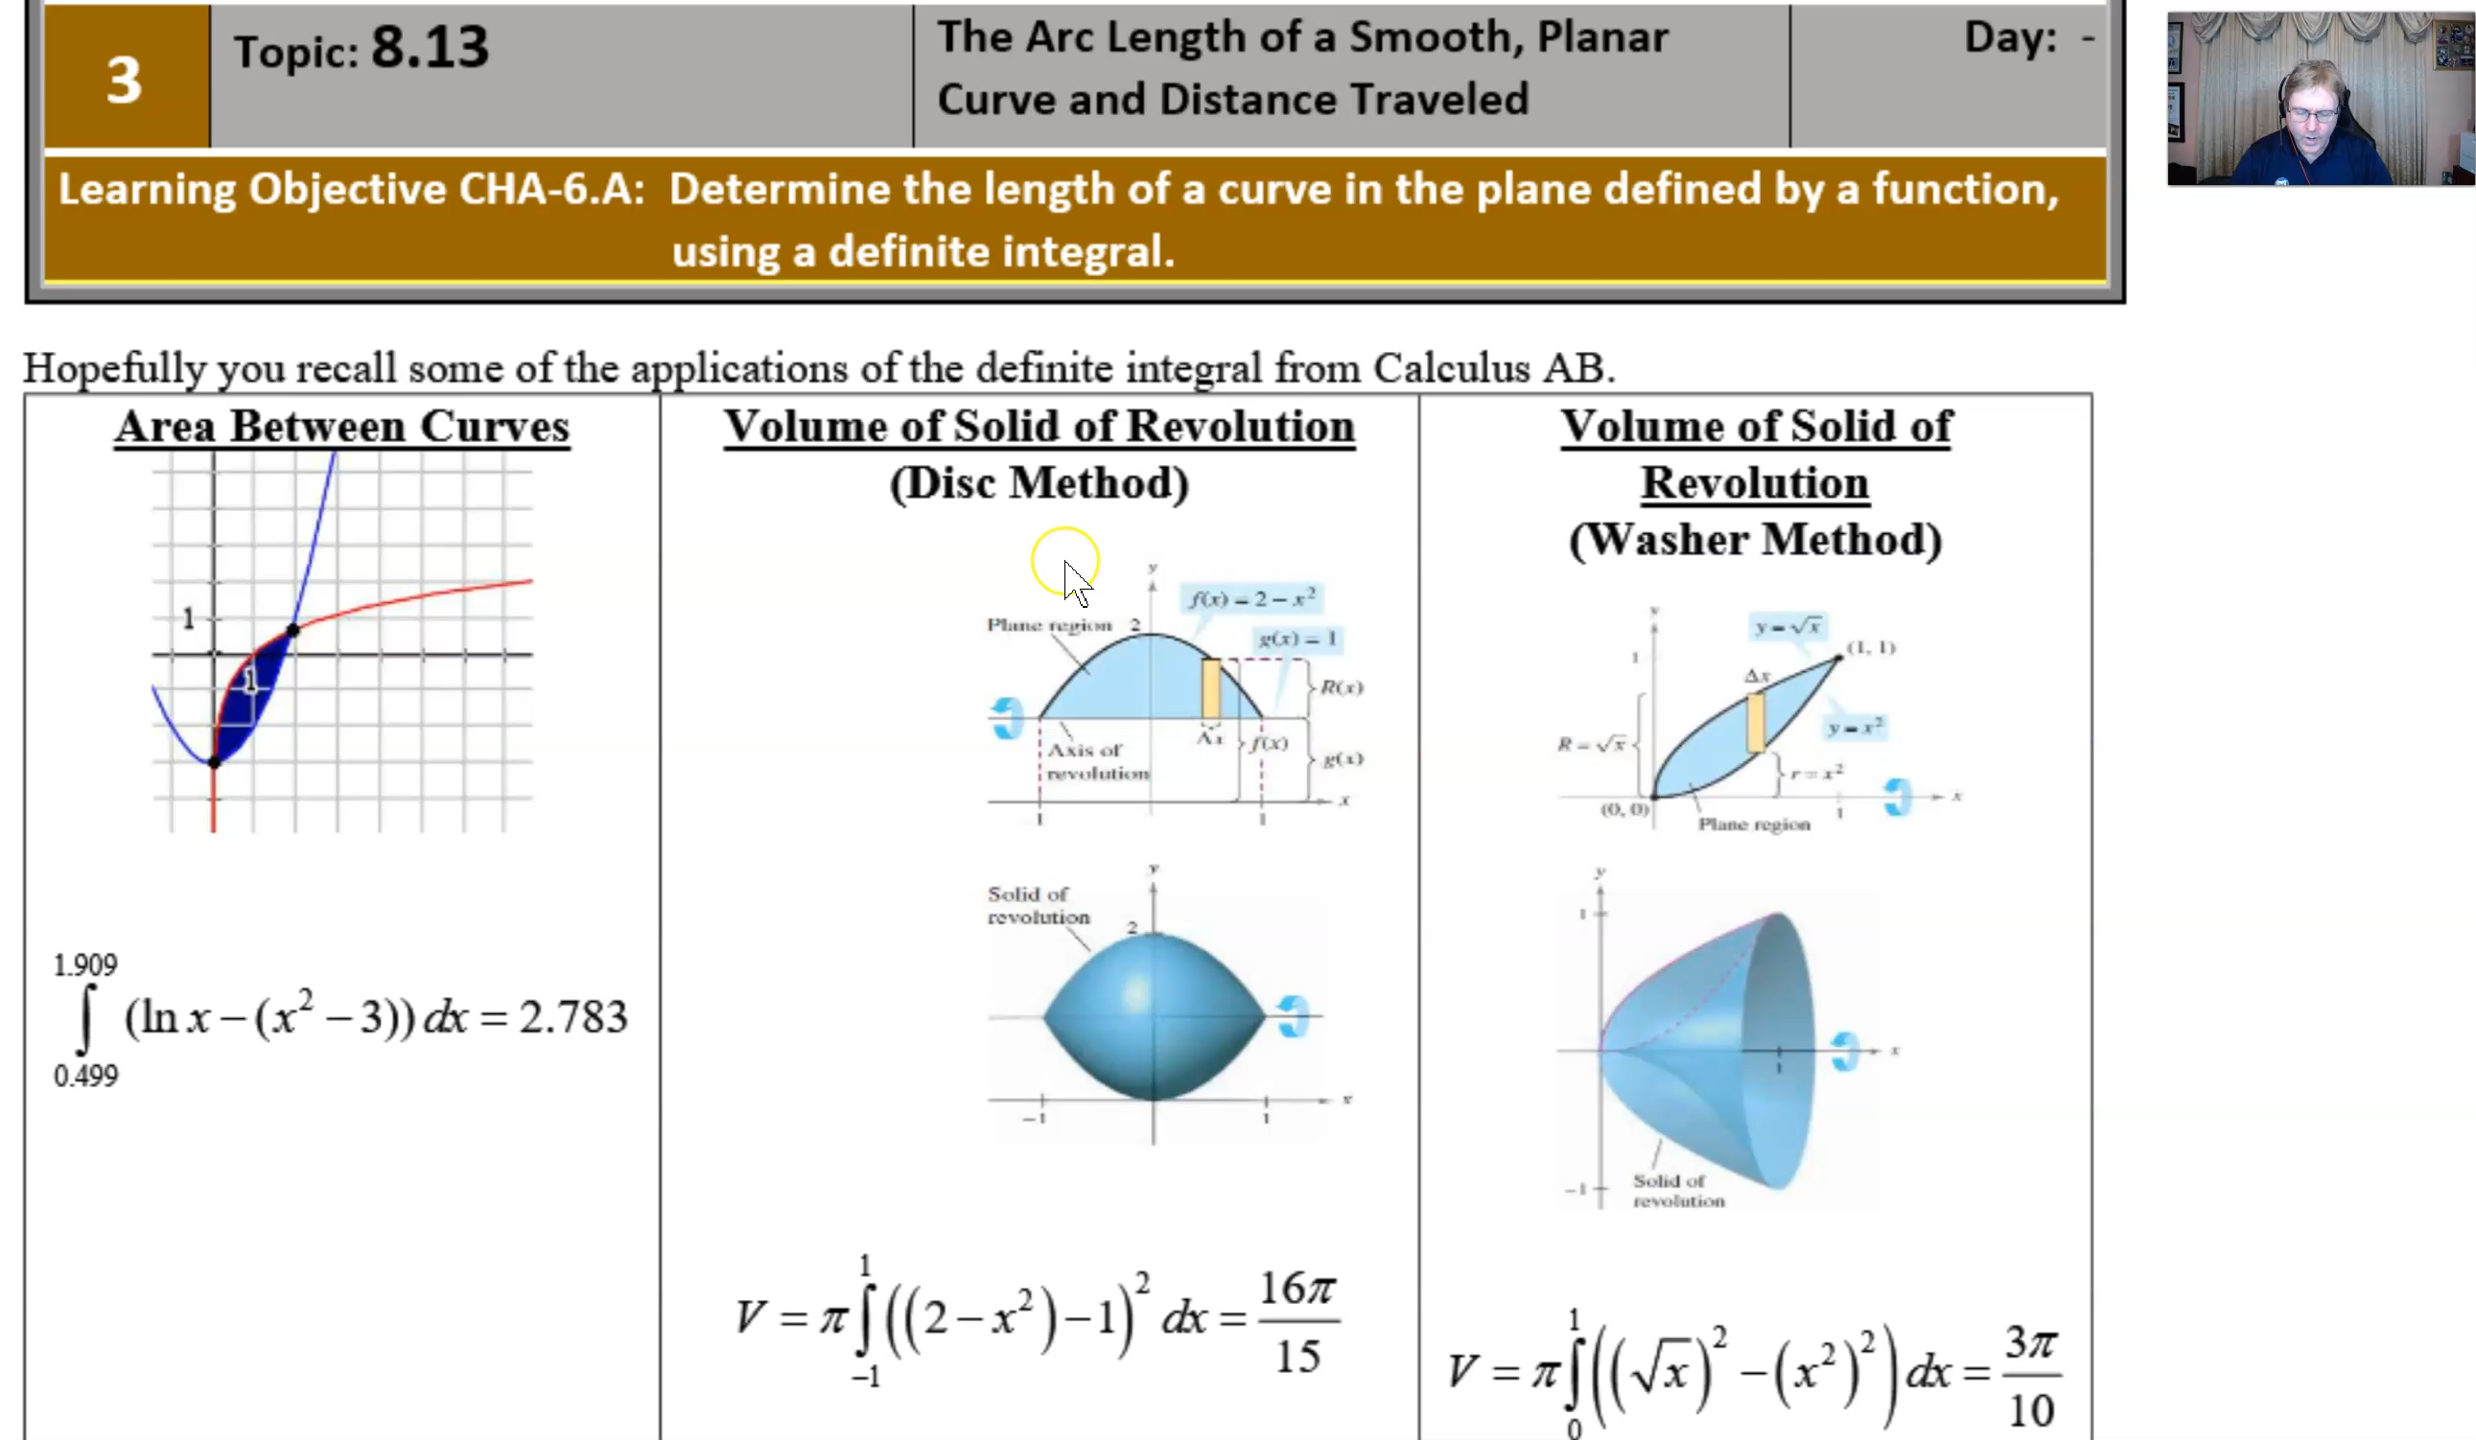 3
Topic: 8.13
The Arc Length of a Smooth, Planar
Curve and Distance Traveled
Day: -
Learning Objective CHA-6.A: Determine the length of a curve in the plane defined by a function,
using a definite integral.
Hopefully you recall some of the applications of the definite integral from Calculus AB.
Area Between Curves
1
1
1.909
∫ (ln x − (x² − 3)) dx = 2.783
0.499
Volume of Solid of Revolution
(Disc Method)
y
f(x) = 2 − x²
Plane region 2
g(x) = 1
R(x)
Axis of
revolution
Δx
f(x)
g(x)
x
1
1
y
Solid of
revolution
2
x
−1
1
1
V = π∫((2 − x²) − 1)² dx = 16π/15
−1
Volume of Solid of
Revolution
(Washer Method)
y
y = √x
(1, 1)
1
Δx
y = x²
R = √x
r = x²
(0, 0)
x
1
Plane region
y
1
x
1
−1
Solid of
revolution
1
V = π∫((√x)² − (x²)²) dx = 3π/10
0